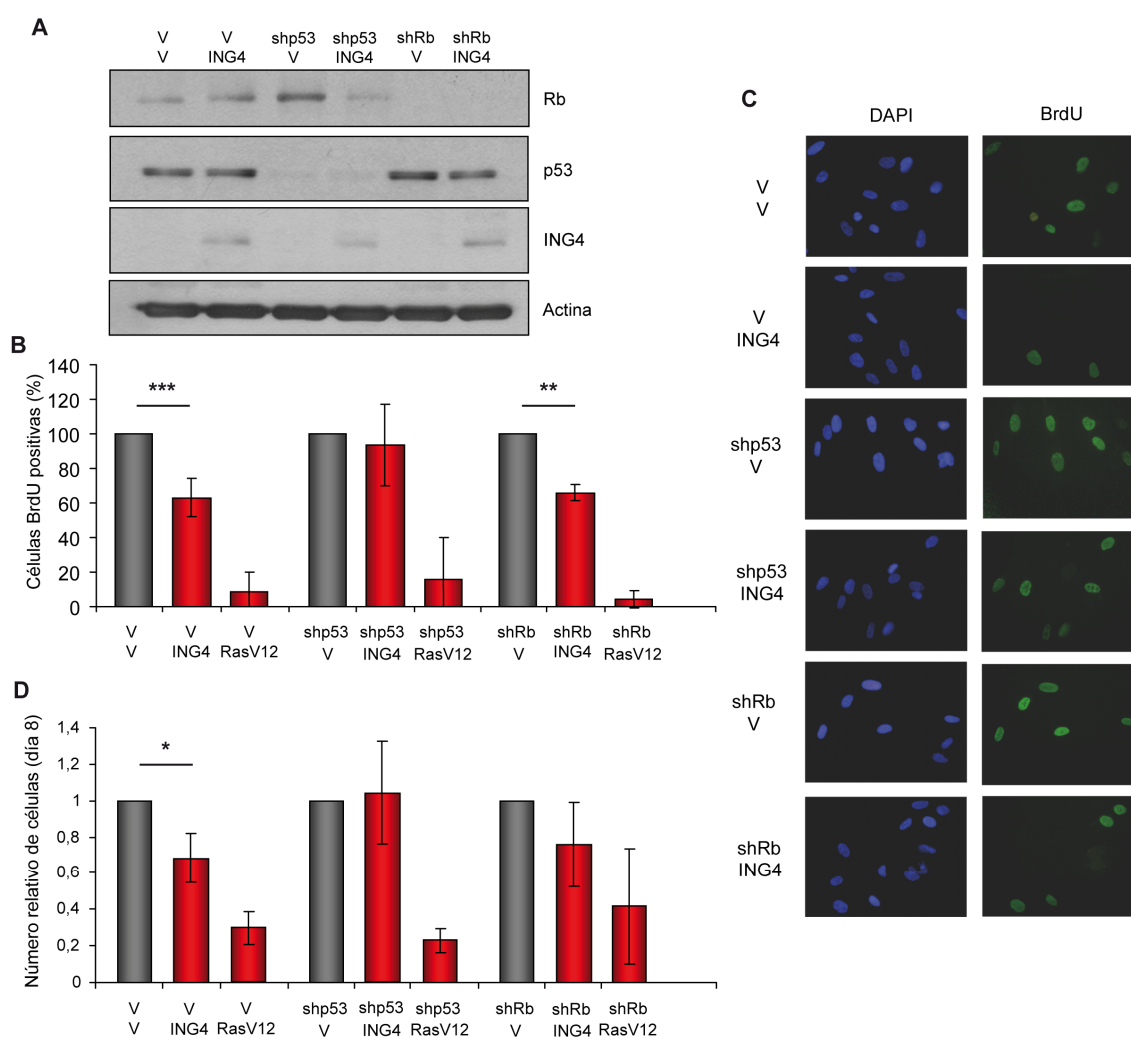 A
V V shp53 shp53 shRb shRb
V ING4 V ING4 V ING4
Rb
p53
ING4
Actina
B
Células BrdU positivas (%)
140
120
100
80
60
40
20
0
***
**
V V V shp53 shp53 shp53 shRb shRb shRb
V ING4 RasV12 V ING4 RasV12 V ING4 RasV12
C
DAPI BrdU
V
V
V
ING4
shp53
V
shp53
ING4
shRb
V
shRb
ING4
D
Número relativo de células (día 8)
1,4
1,2
1
0,8
0,6
0,4
0,2
0
*
V V V shp53 shp53 shp53 shRb shRb shRb
V ING4 RasV12 V ING4 RasV12 V ING4 RasV12